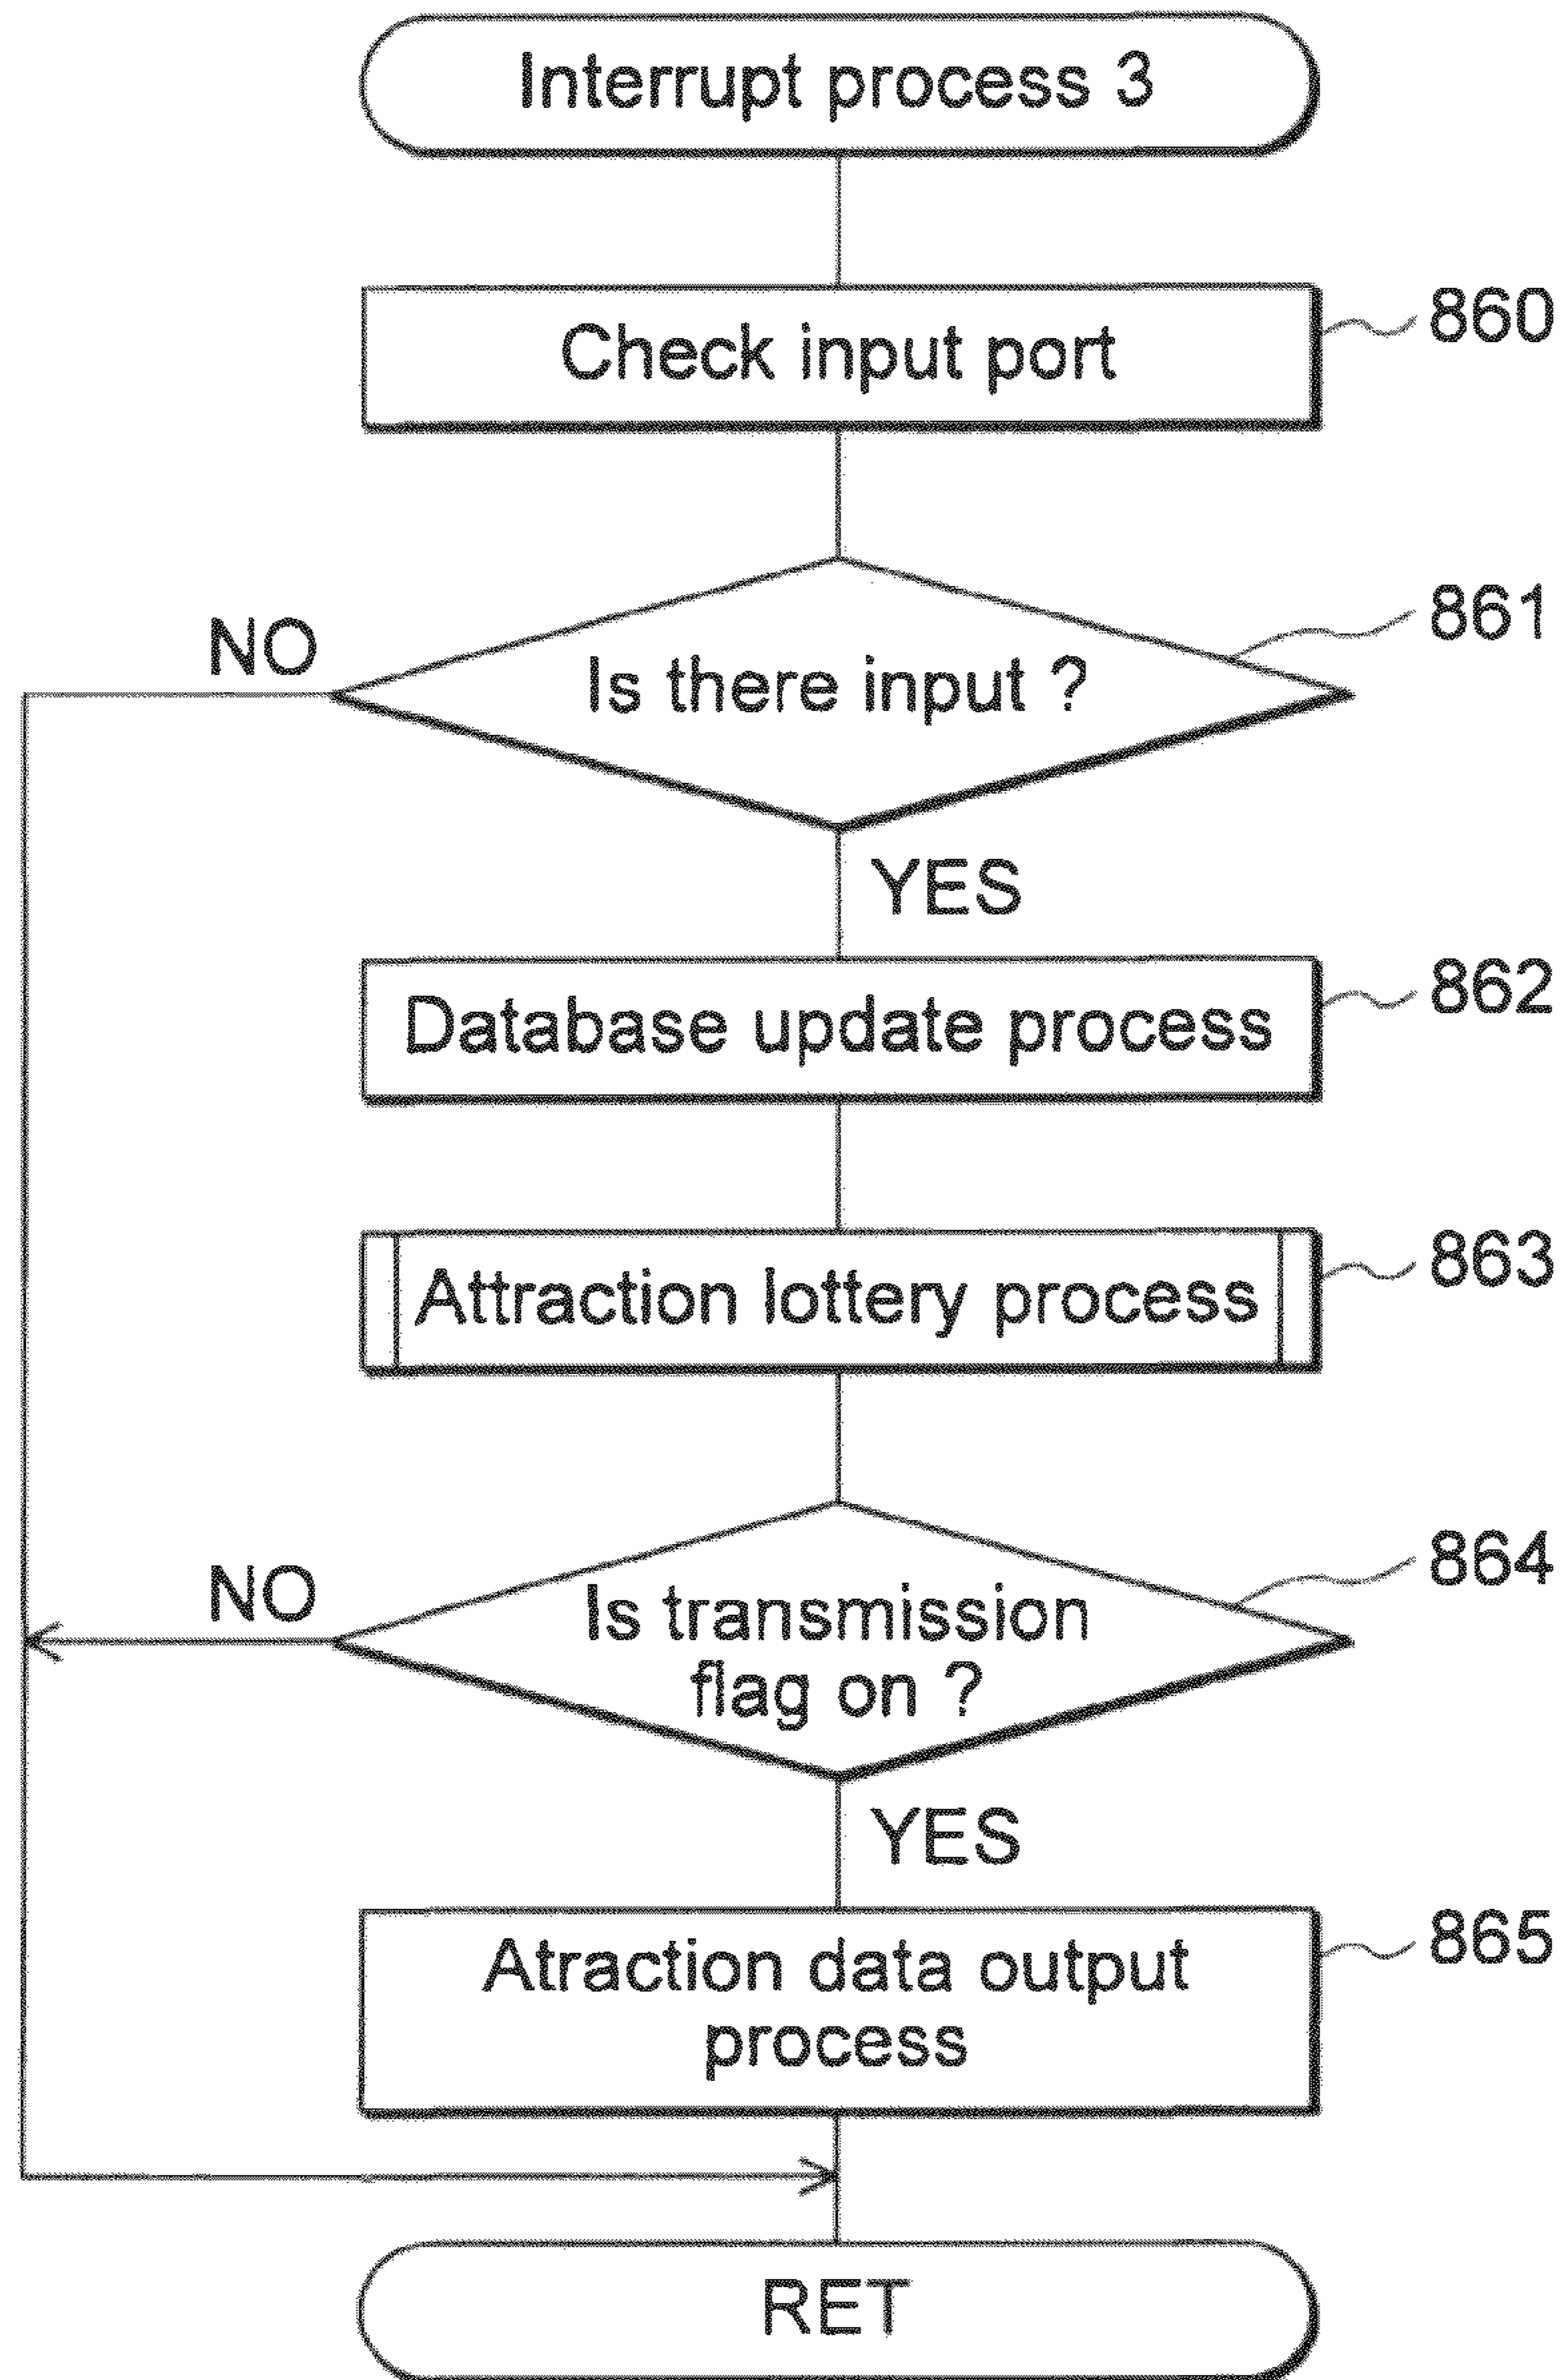 Interrupt process 3
Check input port
860
861
NO
Is there input ?
YES
862
Database update process
863
Attraction lottery process
864
NO
Is transmission
flag on ?
YES
865
Atraction data output
process
RET